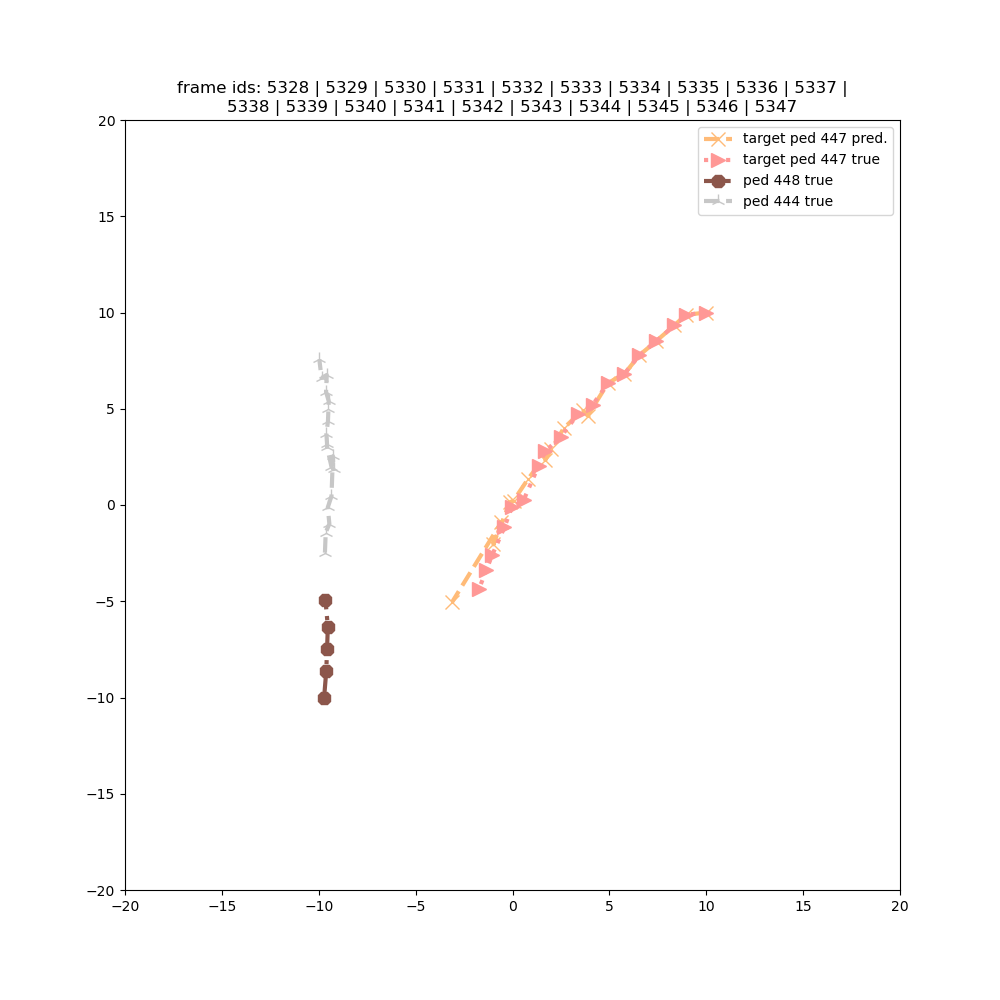 frame ids: 5328 | 5329 | 5330 | 5331 | 5332 | 5333 | 5334 | 5335 | 5336 | 5337 |
5338 | 5339 | 5340 | 5341 | 5342 | 5343 | 5344 | 5345 | 5346 | 5347
target ped 447 pred.
target ped 447 true
ped 448 true
ped 444 true
20
15
10
5
0
−5
−10
−15
−20
−20 −15 −10 −5 0 5 10 15 20